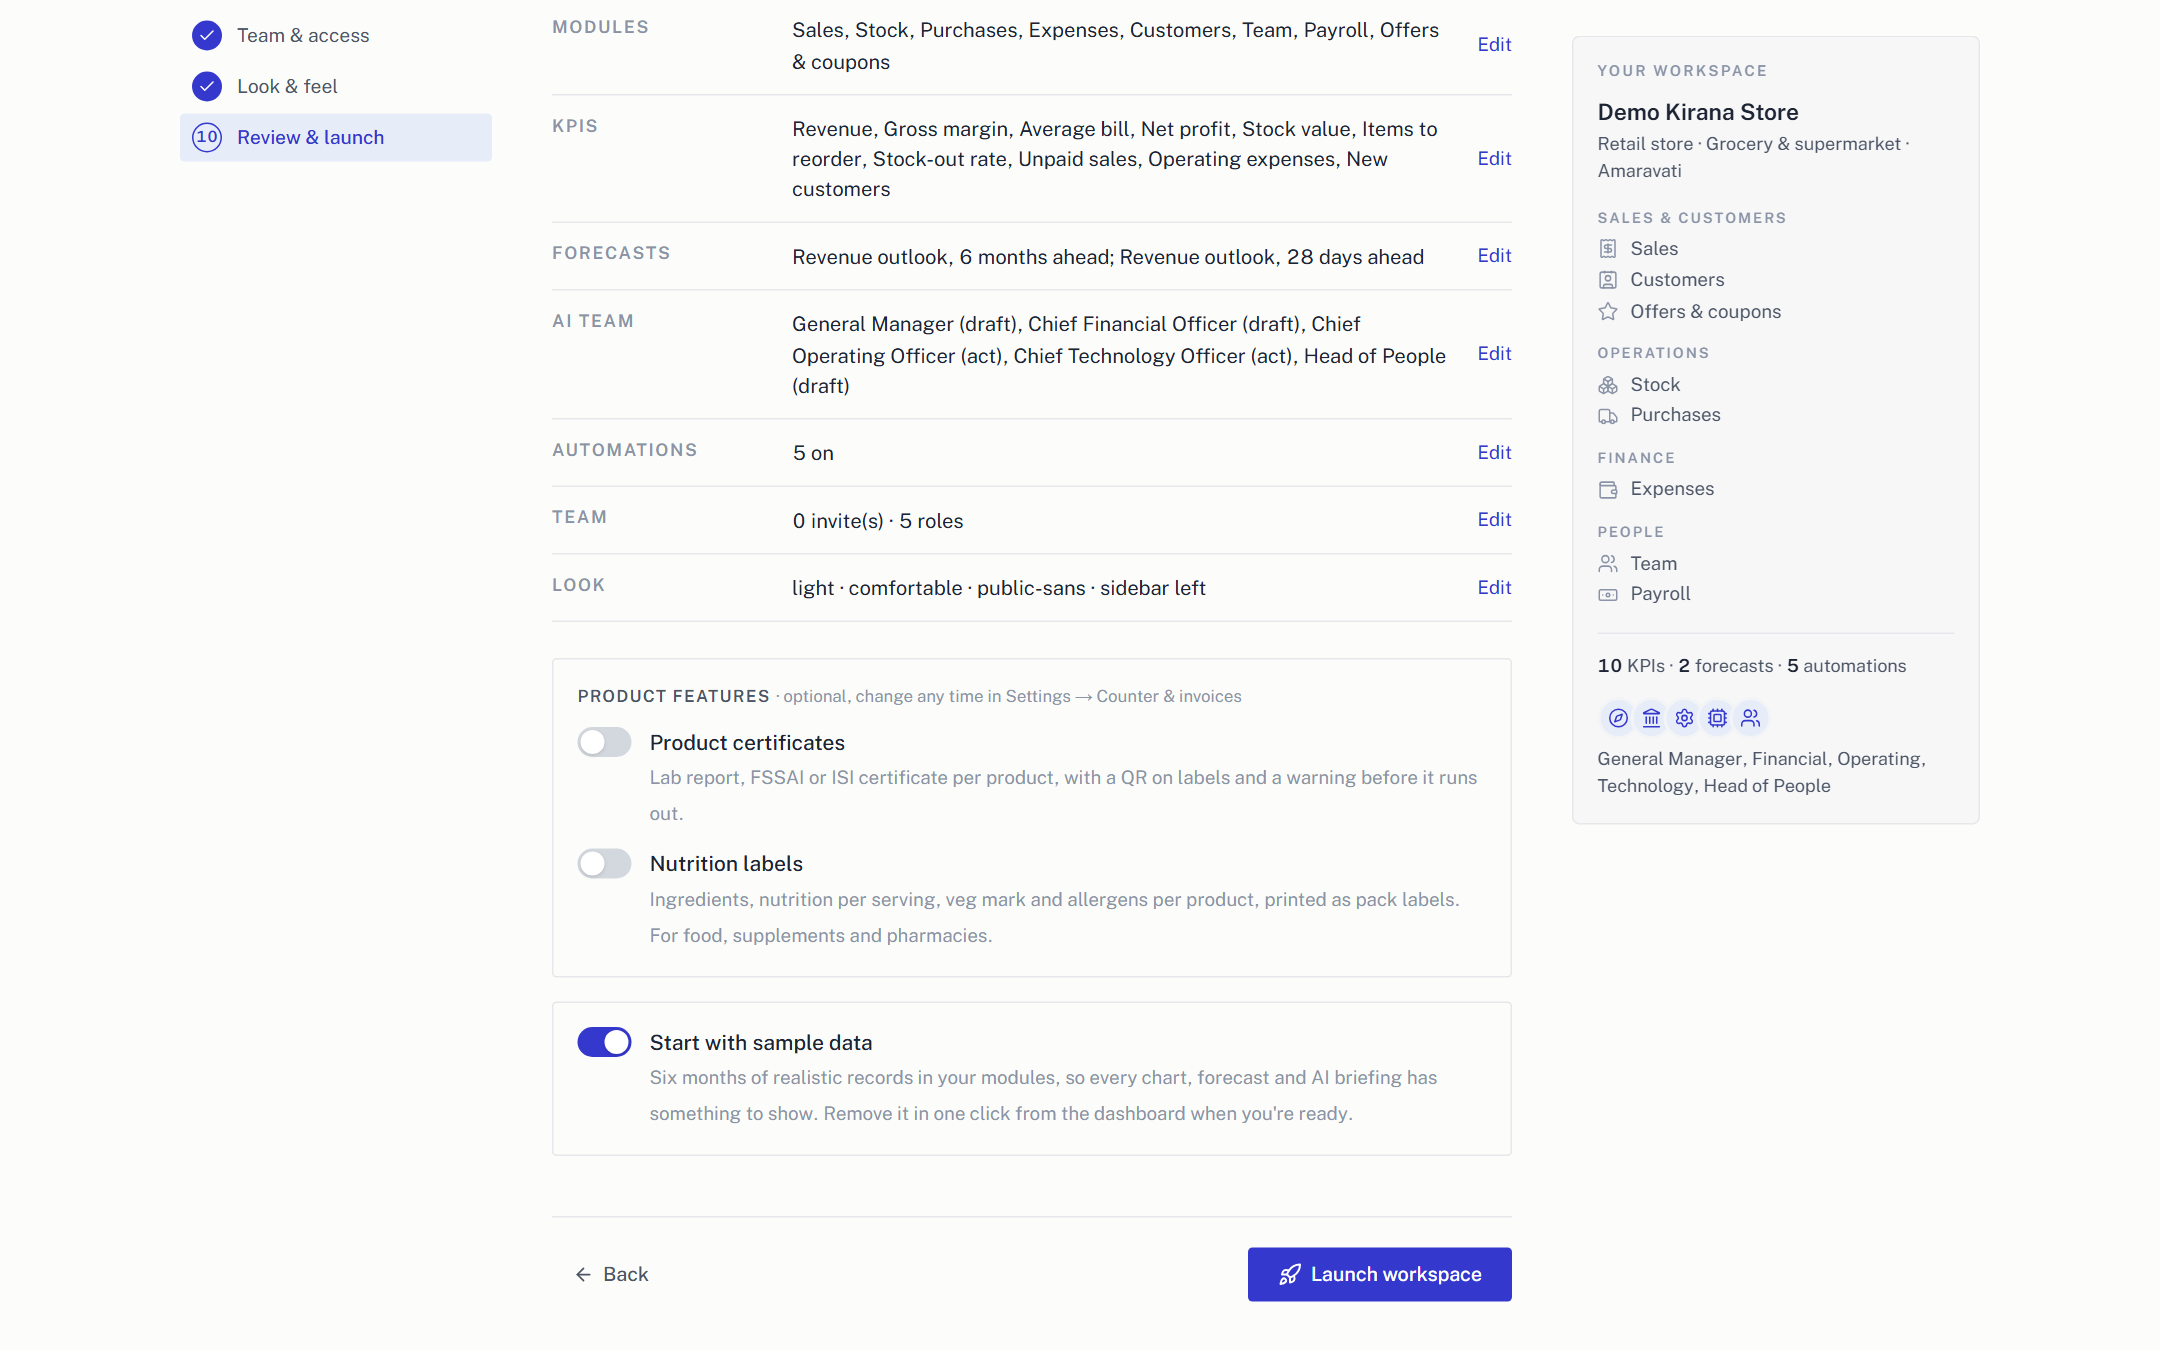 Team & access
Look & feel
10 Review & launch
MODULES
Sales, Stock, Purchases, Expenses, Customers, Team, Payroll, Offers
& coupons
Edit
KPIS
Revenue, Gross margin, Average bill, Net profit, Stock value, Items to
reorder, Stock-out rate, Unpaid sales, Operating expenses, New
customers
Edit
FORECASTS
Revenue outlook, 6 months ahead; Revenue outlook, 28 days ahead
Edit
AI TEAM
General Manager (draft), Chief Financial Officer (draft), Chief
Operating Officer (act), Chief Technology Officer (act), Head of People
(draft)
Edit
AUTOMATIONS
5 on
Edit
TEAM
0 invite(s) · 5 roles
Edit
LOOK
light · comfortable · public-sans · sidebar left
Edit
PRODUCT FEATURES · optional, change any time in Settings → Counter & invoices
Product certificates
Lab report, FSSAI or ISI certificate per product, with a QR on labels and a warning before it runs
out.
Nutrition labels
Ingredients, nutrition per serving, veg mark and allergens per product, printed as pack labels.
For food, supplements and pharmacies.
Start with sample data
Six months of realistic records in your modules, so every chart, forecast and AI briefing has
something to show. Remove it in one click from the dashboard when you're ready.
← Back
Launch workspace
YOUR WORKSPACE
Demo Kirana Store
Retail store · Grocery & supermarket ·
Amaravati
SALES & CUSTOMERS
Sales
Customers
Offers & coupons
OPERATIONS
Stock
Purchases
FINANCE
Expenses
PEOPLE
Team
Payroll
10 KPIs · 2 forecasts · 5 automations
General Manager, Financial, Operating,
Technology, Head of People